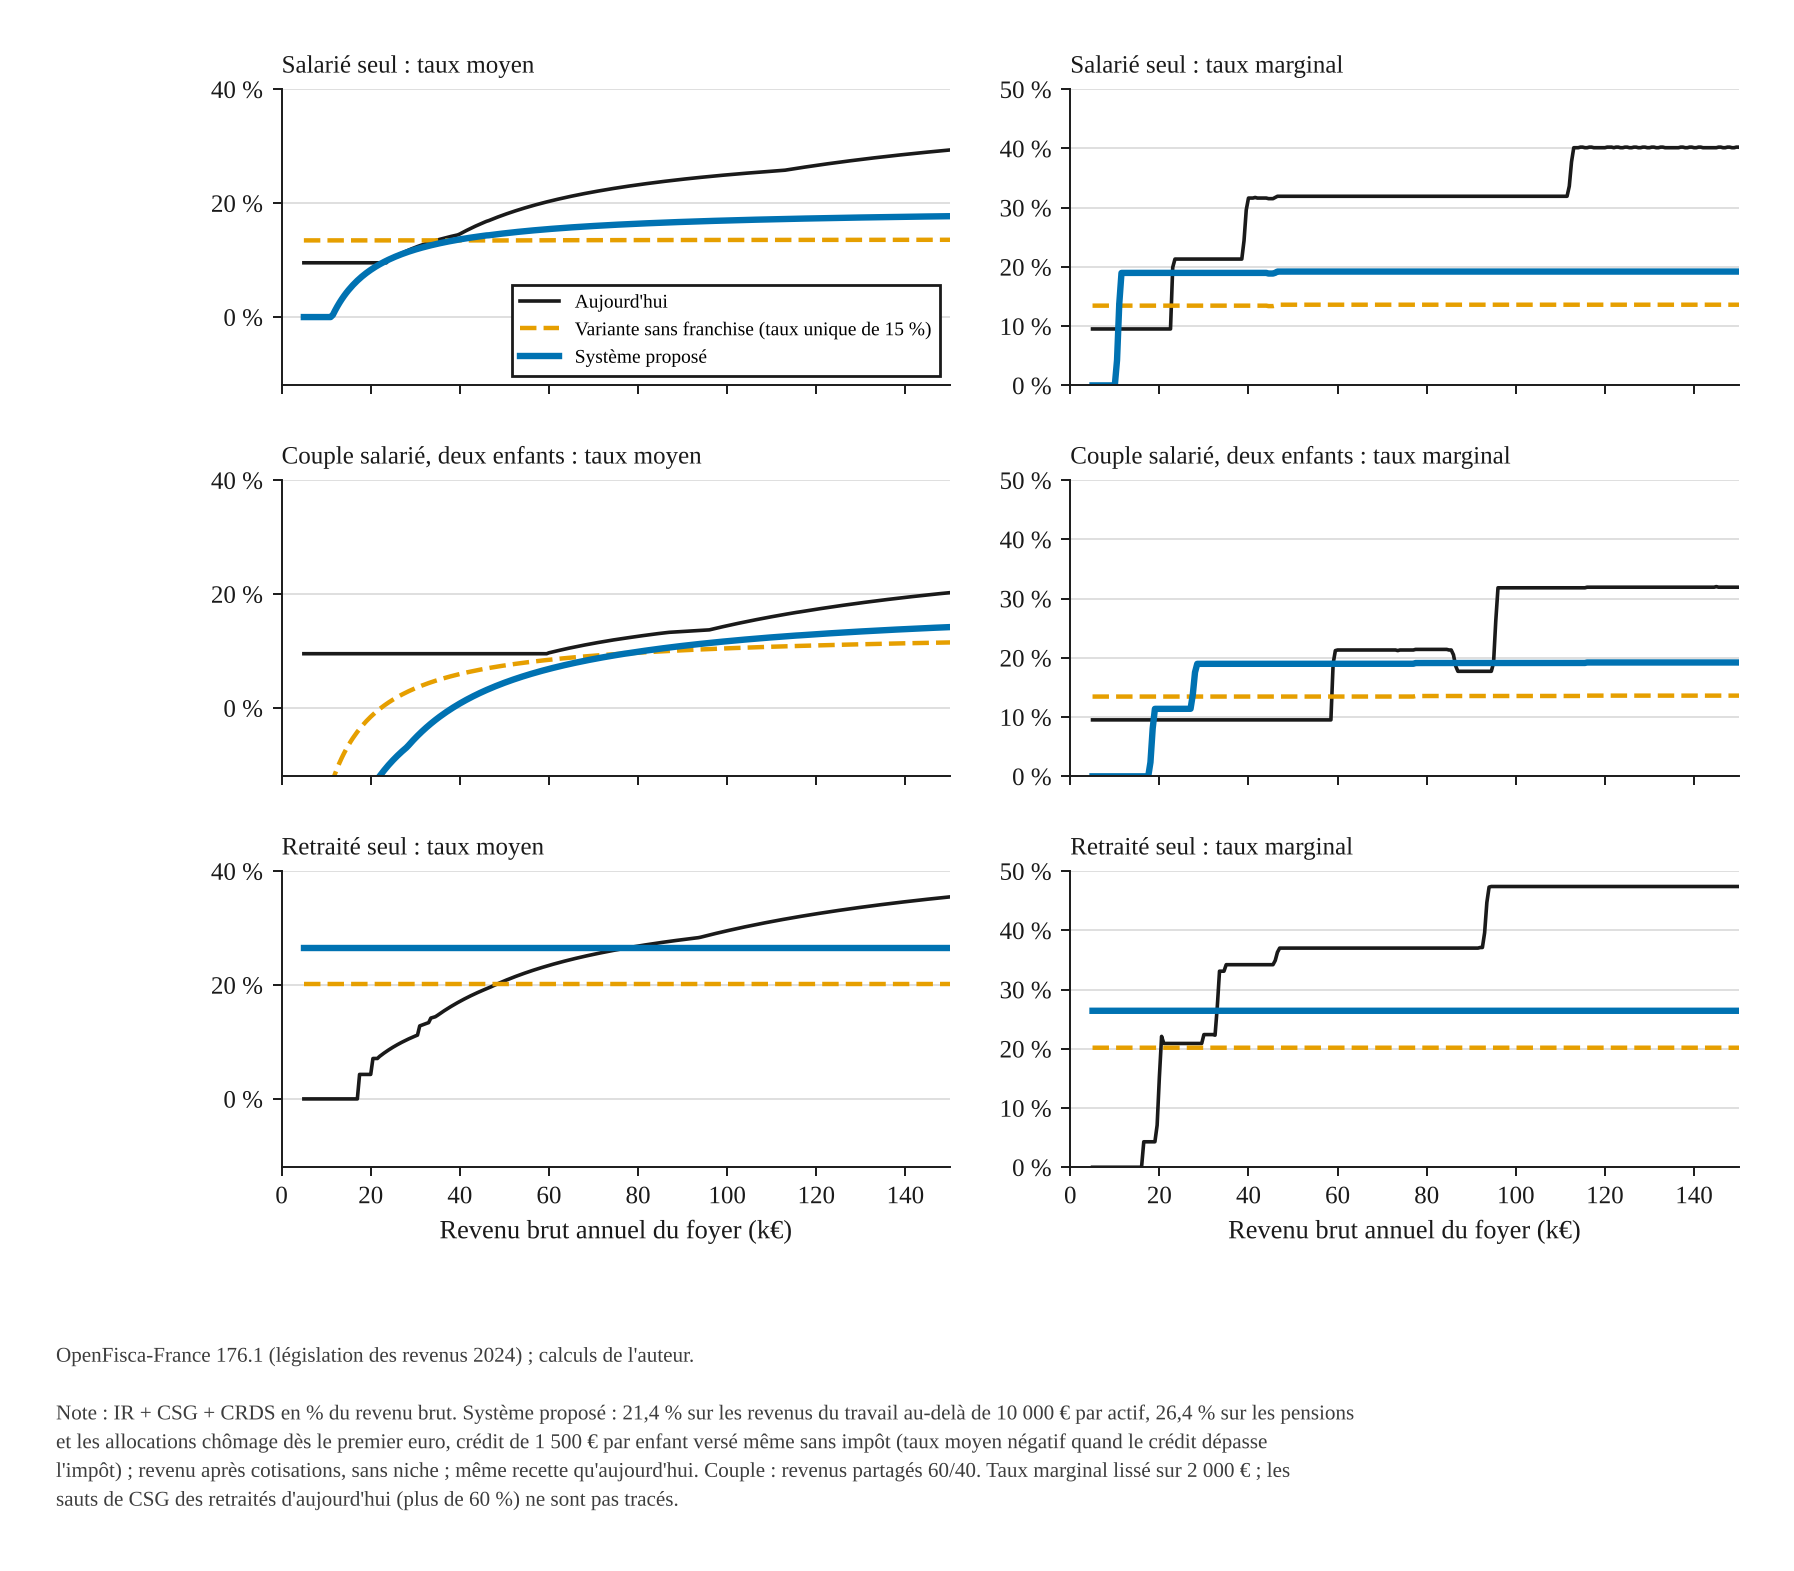 Salarié seul : taux moyen
40 %
20 %
0 %
Aujourd'hui
Variante sans franchise (taux unique de 15 %)
Système proposé
Salarié seul : taux marginal
50 %
40 %
30 %
20 %
10 %
0 %
Couple salarié, deux enfants : taux moyen
40 %
20 %
0 %
Couple salarié, deux enfants : taux marginal
50 %
40 %
30 %
20 %
10 %
0 %
Retraité seul : taux moyen
40 %
20 %
0 %
0 20 40 60 80 100 120 140
Revenu brut annuel du foyer (k€)
Retraité seul : taux marginal
50 %
40 %
30 %
20 %
10 %
0 %
0 20 40 60 80 100 120 140
Revenu brut annuel du foyer (k€)
OpenFisca-France 176.1 (législation des revenus 2024) ; calculs de l'auteur.
Note : IR + CSG + CRDS en % du revenu brut. Système proposé : 21,4 % sur les revenus du travail au-delà de 10 000 € par actif, 26,4 % sur les pensions
et les allocations chômage dès le premier euro, crédit de 1 500 € par enfant versé même sans impôt (taux moyen négatif quand le crédit dépasse
l'impôt) ; revenu après cotisations, sans niche ; même recette qu'aujourd'hui. Couple : revenus partagés 60/40. Taux marginal lissé sur 2 000 € ; les
sauts de CSG des retraités d'aujourd'hui (plus de 60 %) ne sont pas tracés.